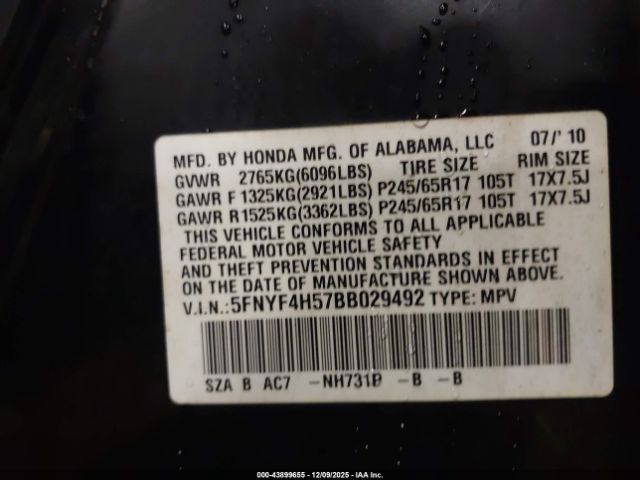 MFD. BY HONDA MFG. OF ALABAMA, LLC 07/' 10
GVWR 2765KG(6096LBS) TIRE SIZE RIM SIZE
GAWR F 1325KG(2921LBS) P245/65R17 105T 17X7.5J
GAWR R1525KG(3362LBS) P245/65R17 105T 17X7.5J
THIS VEHICLE CONFORMS TO ALL APPLICABLE
FEDERAL MOTOR VEHICLE SAFETY
AND THEFT PREVENTION STANDARDS IN EFFECT
ON THE DATE OF MANUFACTURE SHOWN ABOVE.
V.I.N.:5FNYF4H57BB029492 TYPE: MPV
SZA B AC7 -NH731P -B -B
000-43899655 - 12/09/2025 - IAA Inc.